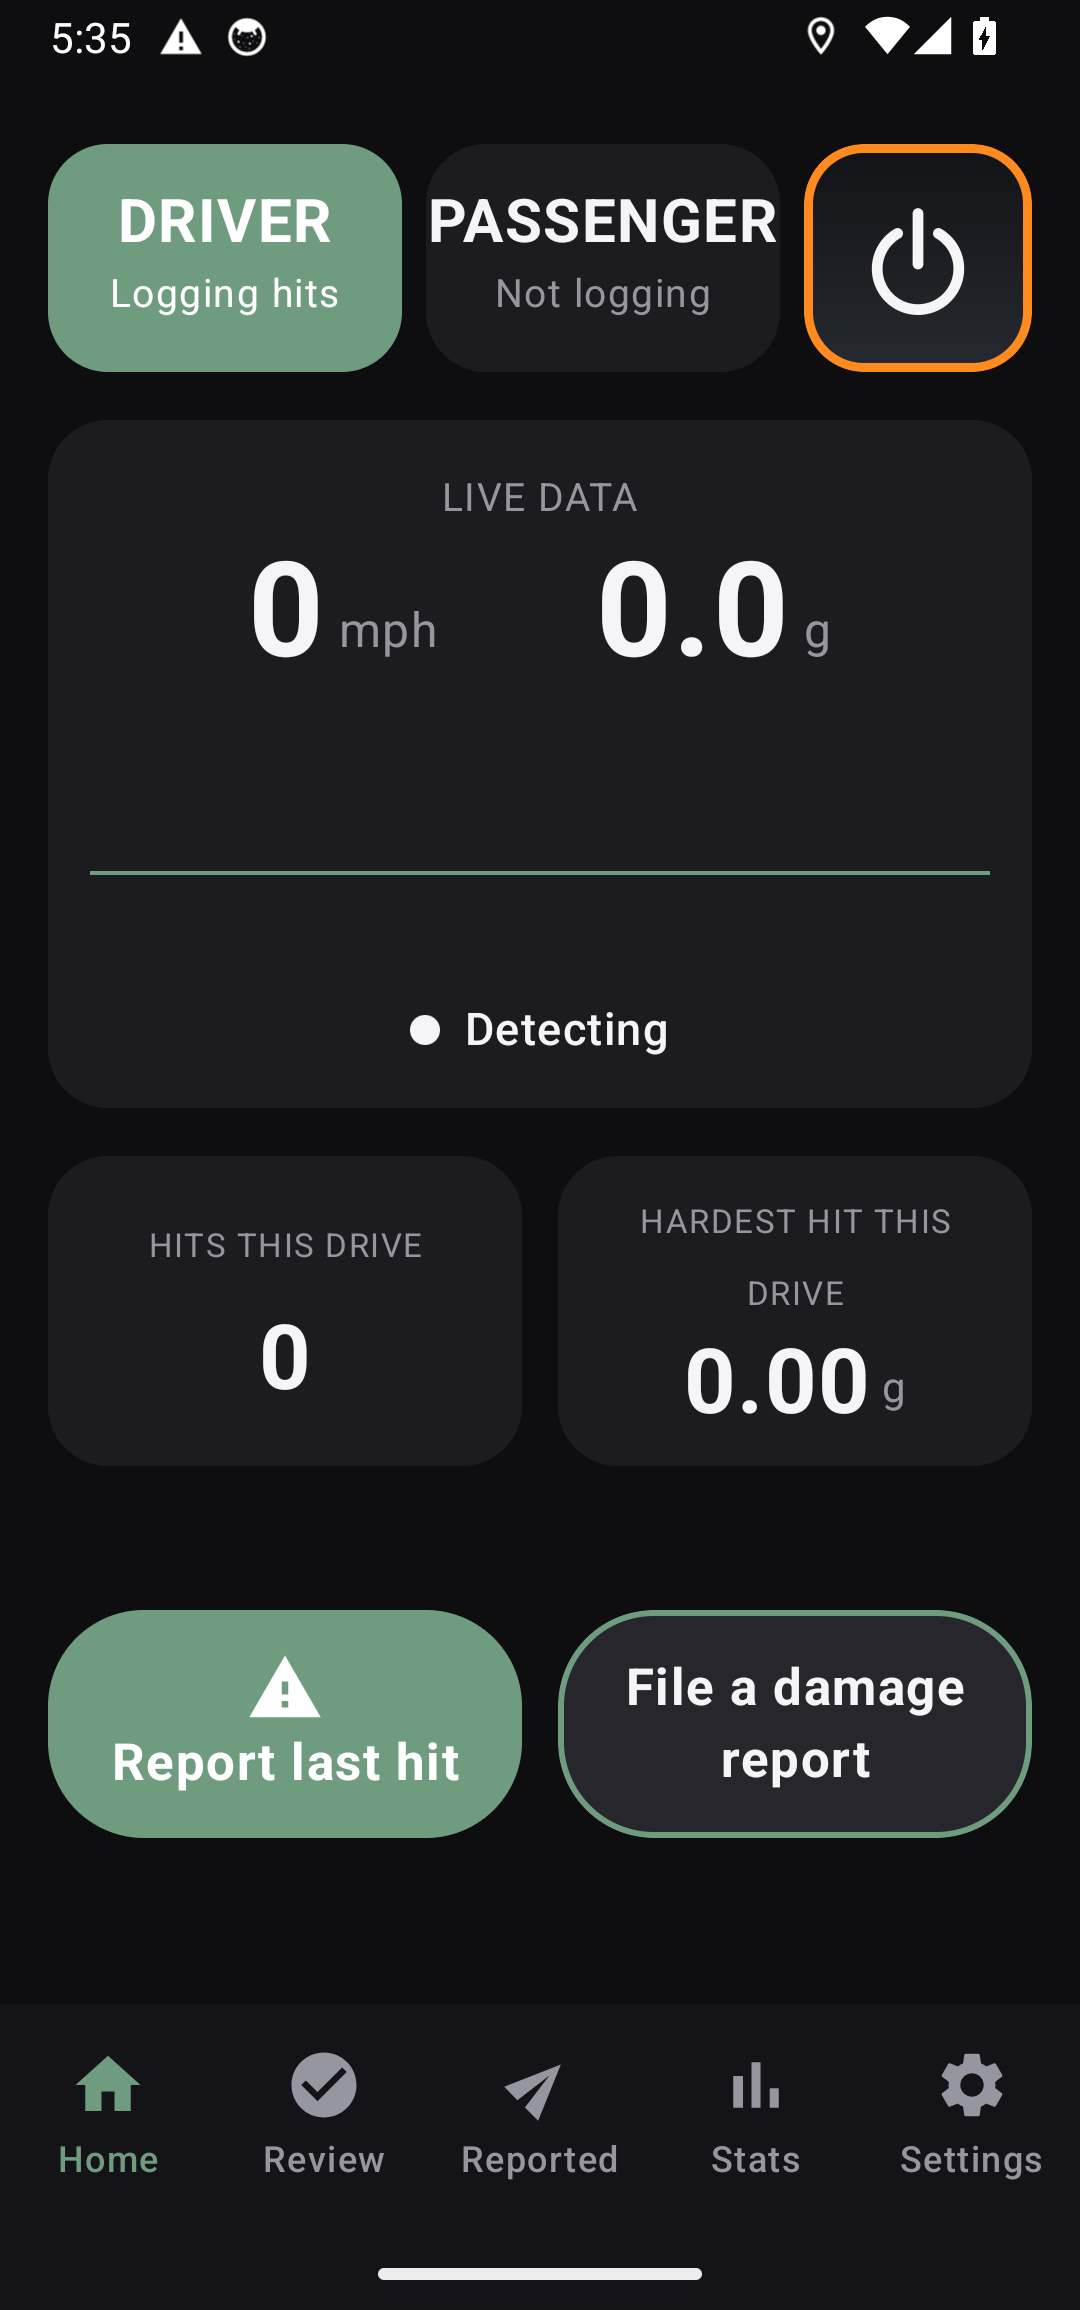 5:35
DRIVER
Logging hits
PASSENGER
Not logging
LIVE DATA
0 mph
0.0 g
Detecting
HITS THIS DRIVE
0
HARDEST HIT THIS
DRIVE
0.00 g
Report last hit
File a damage
report
Home
Review
Reported
Stats
Settings